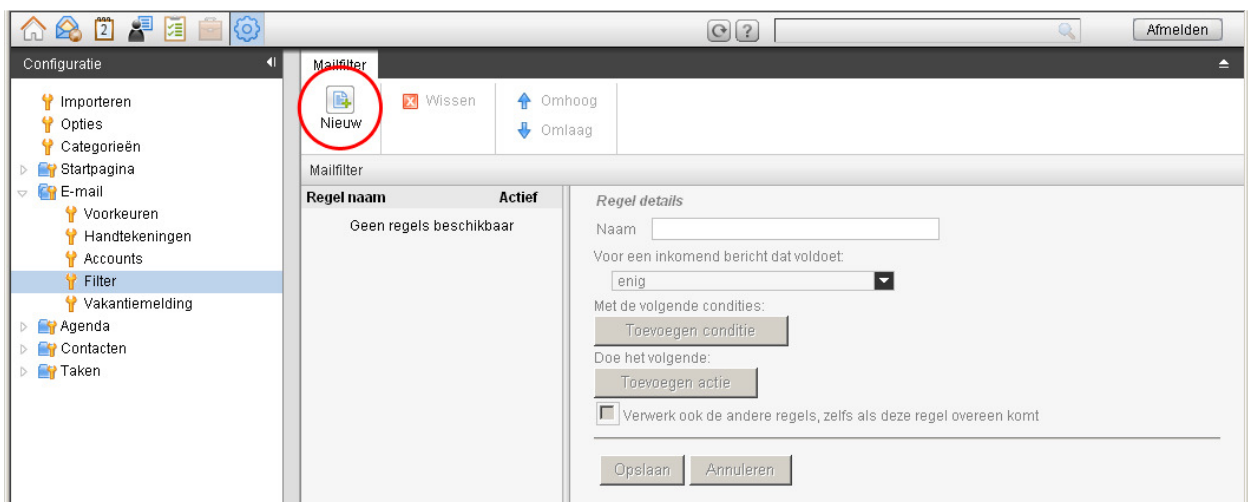 2
?
Afmelden
Configuratie
Importeren
Opties
Categorieën
Startpagina
E-mail
Voorkeuren
Handtekeningen
Accounts
Filter
Vakantiemelding
Agenda
Contacten
Taken
Mailfilter
Nieuw
Wissen
Omhoog
Omlaag
Mailfilter
Regel naam Actief
Geen regels beschikbaar
Regel details
Naam
Voor een inkomend bericht dat voldoet:
enig
Met de volgende condities:
Toevoegen conditie
Doe het volgende:
Toevoegen actie
Verwerk ook de andere regels, zelfs als deze regel overeen komt
Opslaan Annuleren